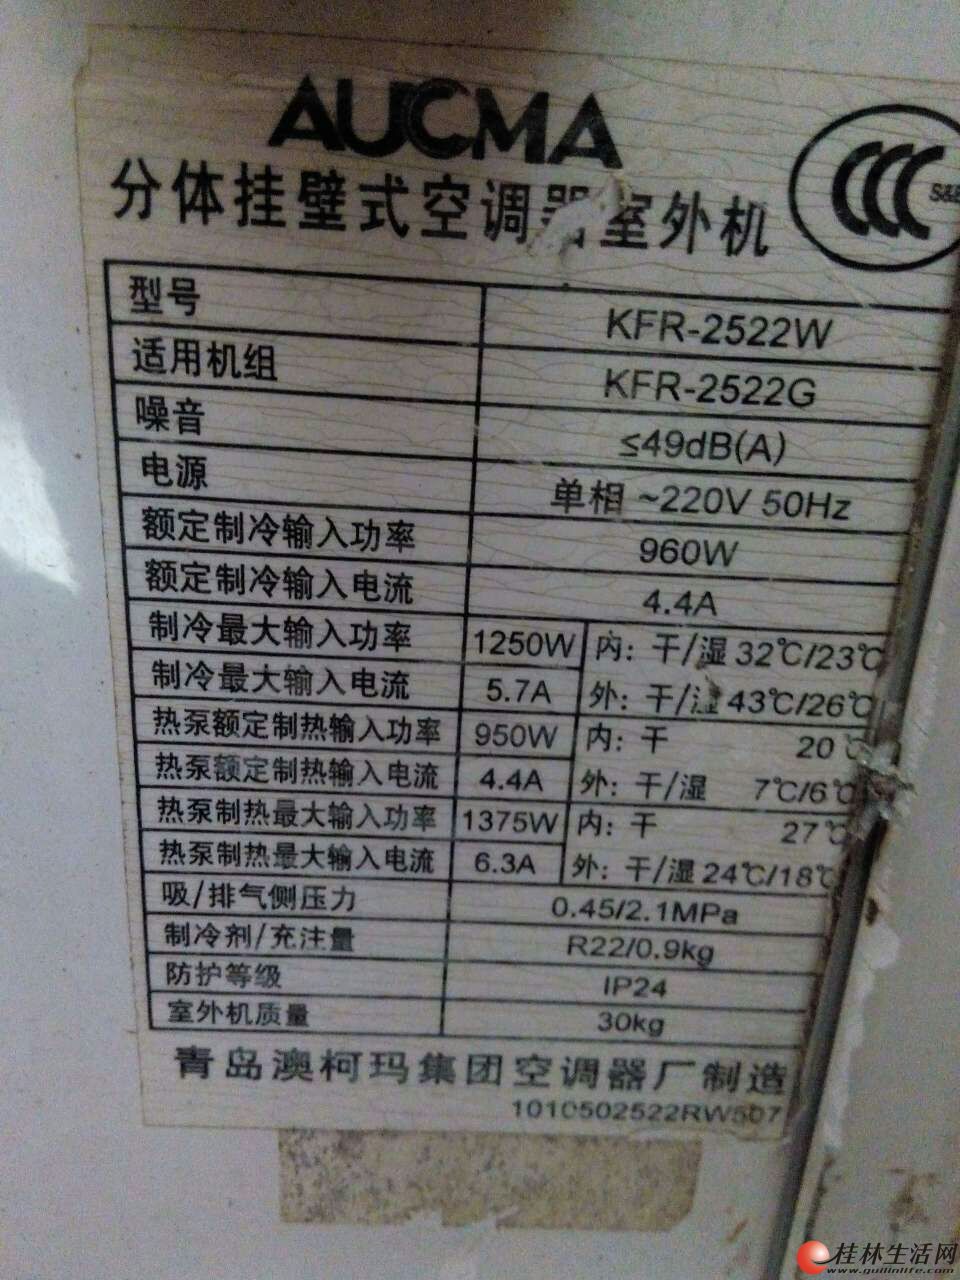 AUCMA
分体挂壁式空调器室外机
S&E
型号 KFR-2522W
适用机组 KFR-2522G
噪音 ≤49dB(A)
电源 单相 ~220V 50Hz
额定制冷输入功率 960W
额定制冷输入电流 4.4A
制冷最大输入功率 1250W 内: 干/湿 32℃/23℃
制冷最大输入电流 5.7A 外: 干/湿 43℃/26℃
热泵额定制热输入功率 950W 内: 干 20℃
热泵额定制热输入电流 4.4A 外: 干/湿 7℃/6℃
热泵制热最大输入功率 1375W 内: 干 27℃
热泵制热最大输入电流 6.3A 外: 干/湿 24℃/18℃
吸/排气侧压力 0.45/2.1MPa
制冷剂/充注量 R22/0.9kg
防护等级 IP24
室外机质量 30kg
青岛澳柯玛集团空调器厂制造
1010502522RW507
桂林生活网
www.guilinlife.com